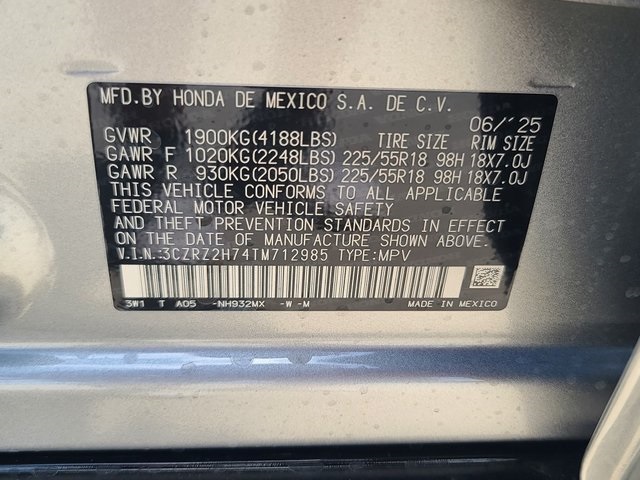 MFD.BY HONDA DE MEXICO S.A. DE C.V.
06/'25
GVWR 1900KG(4188LBS) TIRE SIZE RIM SIZE
GAWR F 1020KG(2248LBS) 225/55R18 98H 18X7.0J
GAWR R 930KG(2050LBS) 225/55R18 98H 18X7.0J
THIS VEHICLE CONFORMS TO ALL APPLICABLE
FEDERAL MOTOR VEHICLE SAFETY
AND THEFT PREVENTION STANDARDS IN EFFECT
ON THE DATE OF MANUFACTURE SHOWN ABOVE.
V.I.N.:3CZRZ2H74TM712985 TYPE:MPV
3W1 T A05 -NH932MX -W-M MADE IN MEXICO